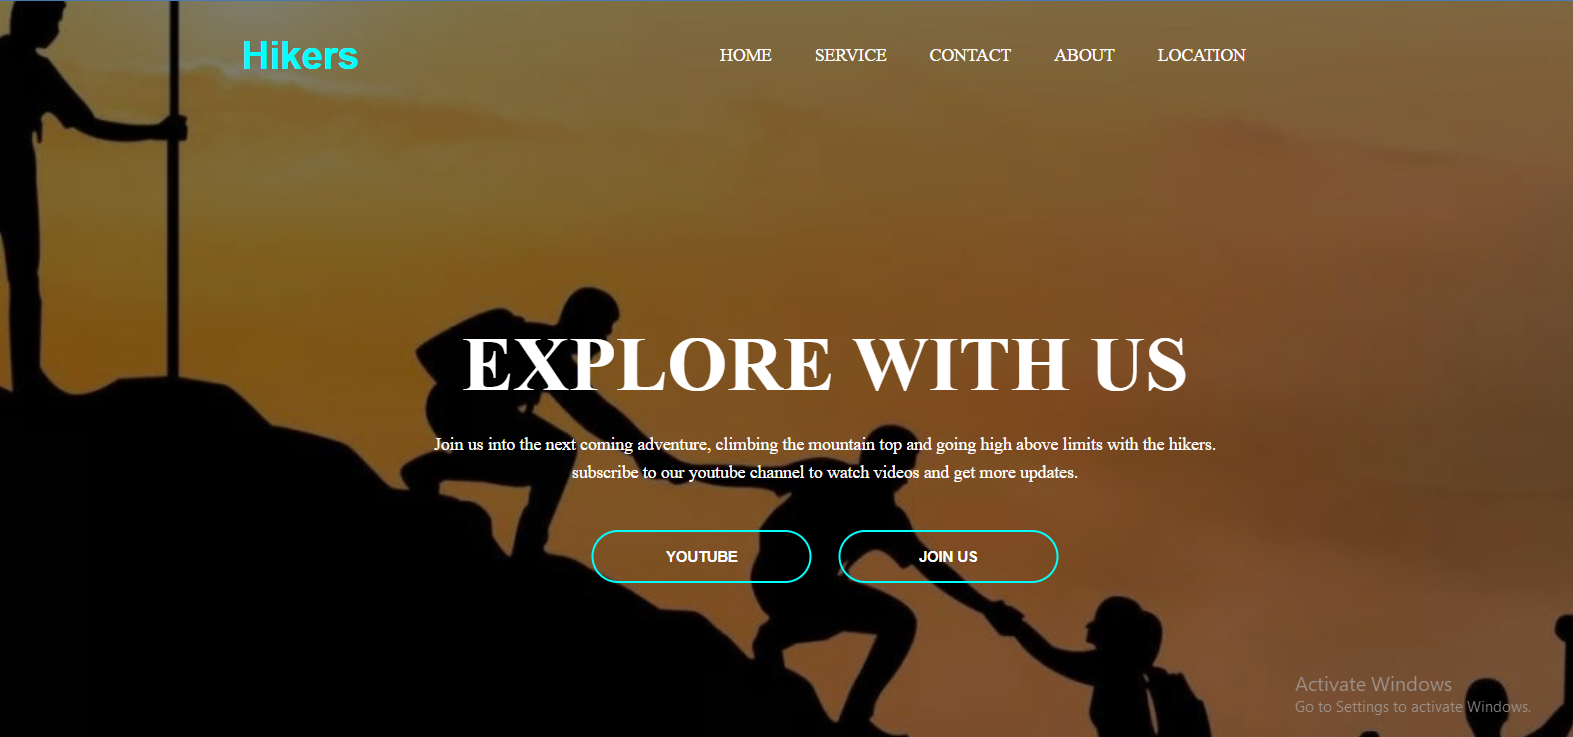 Hikers
HOME SERVICE CONTACT ABOUT LOCATION
EXPLORE WITH US
Join us into the next coming adventure, climbing the mountain top and going high above limits with the hikers.
subscribe to our youtube channel to watch videos and get more updates.
YOUTUBE JOIN US
Activate Windows
Go to Settings to activate Windows.